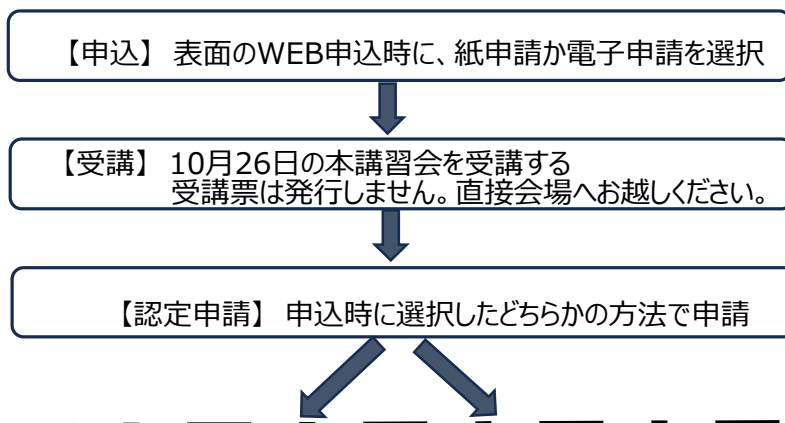 【申込】 表面のWEB申込時に、紙申請か電子申請を選択
【受講】 10月26日の本講習会を受講する
受講票は発行しません。直接会場へお越しください。
【認定申請】 申込時に選択したどちらかの方法で申請